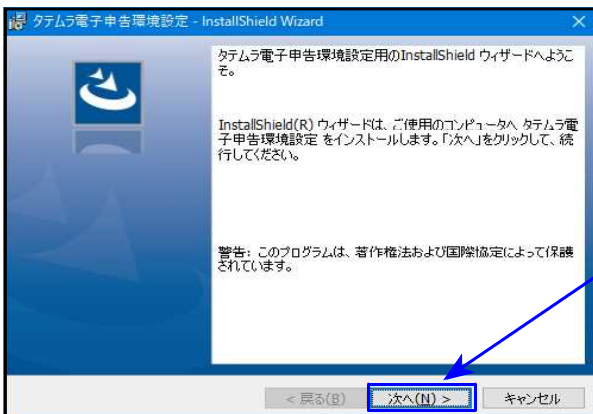 タテムラ電子申告環境設定 - InstallShield Wizard
タテムラ電子申告環境設定用のInstallShield ウィザードへようこ
そ。
InstallShield(R) ウィザードは、ご使用のコンピュータへ タテムラ電
子申告環境設定 をインストールします。「次へ」をクリックして、続
行してください。
警告: このプログラムは、著作権法および国際協定によって保護
されています。
< 戻る(B)
次へ(N) >
キャンセル